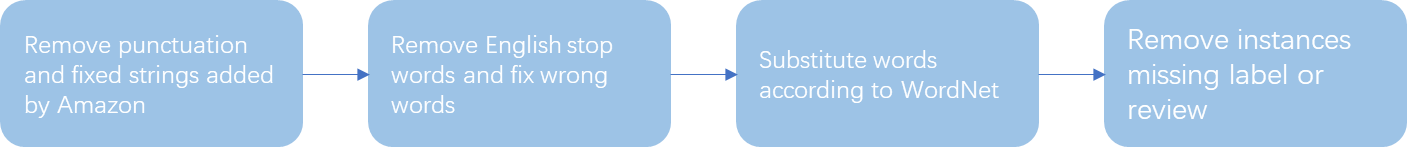 Remove punctuation
and fixed strings added
by Amazon
Remove English stop
words and fix wrong
words
Substitute words
according to WordNet
Remove instances
missing label or
review